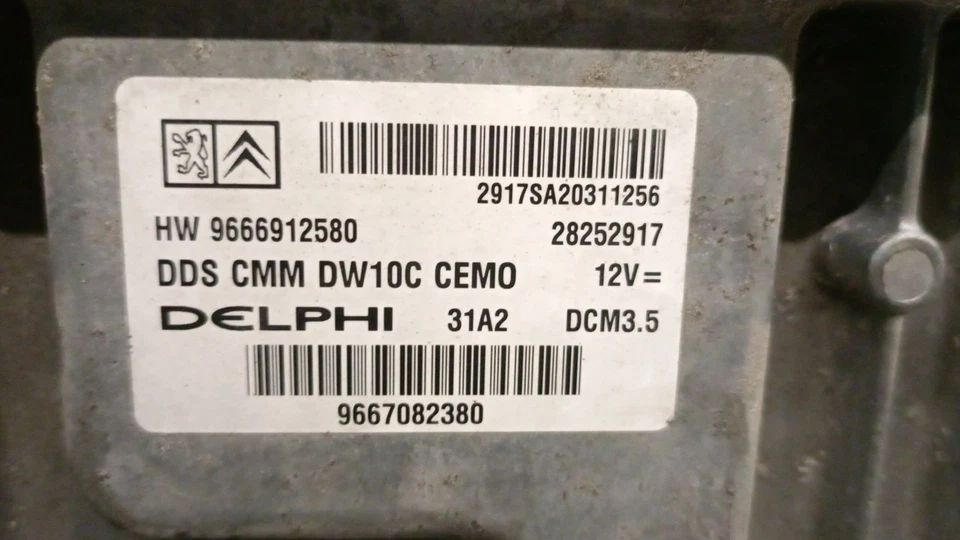 2917SA20311256
HW 9666912580 28252917
DDS CMM DW10C CEMO 12V=
DELPHI 31A2 DCM3.5
9667082380